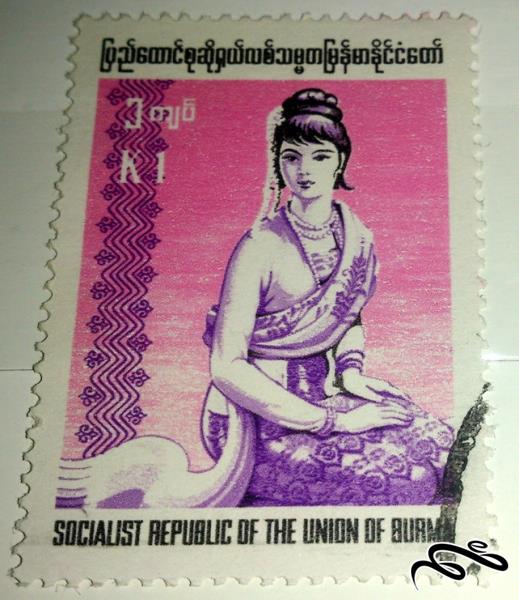 ပြည်ထောင်စုဆိုရှယ်လစ်သမ္မတမြန်မာနိုင်ငံတော်
၁ ကျပ်
K 1
SOCIALIST REPUBLIC OF THE UNION OF BURMA